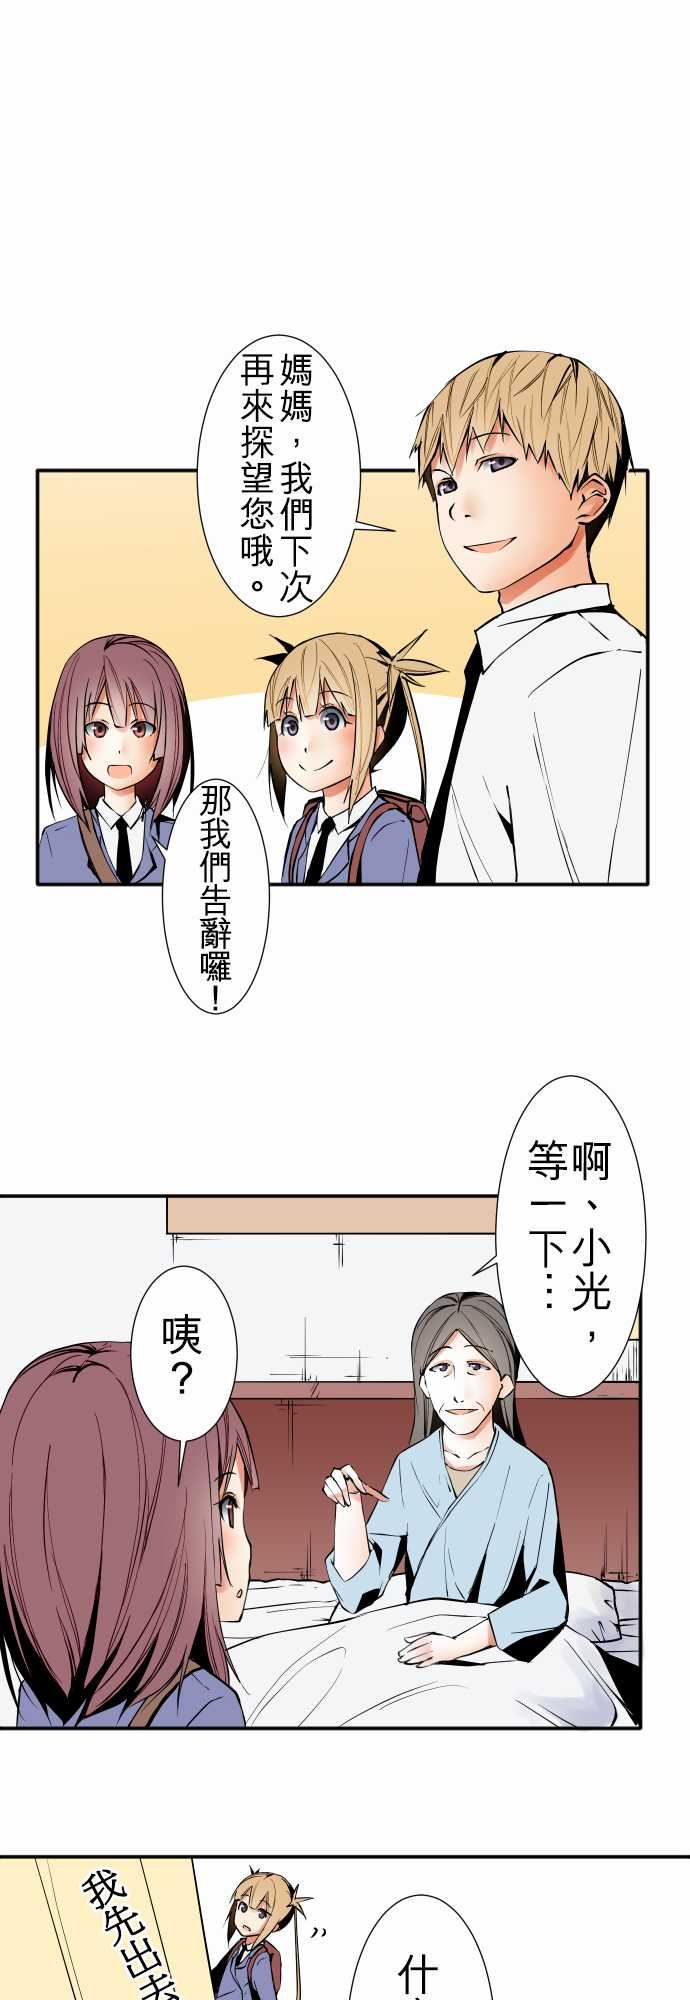 媽媽，我們下次
再來探望您哦。
那我們告辭囉！
啊、小光，
等一下…
咦？
我先出去
什